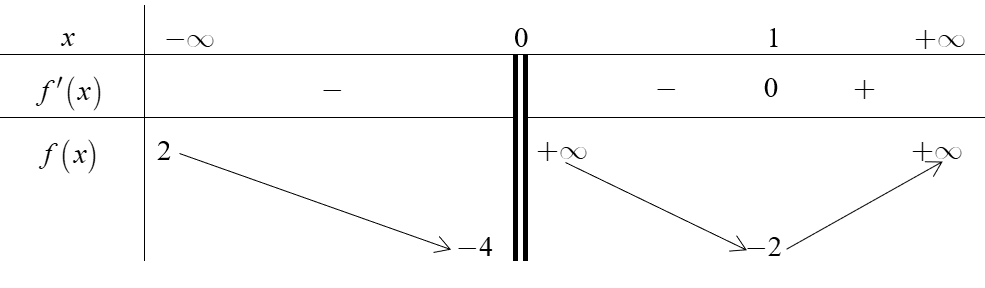 x −∞ 0 1 +∞
f′(x) − − 0 +
f(x) 2 +∞ +∞
−4 −2